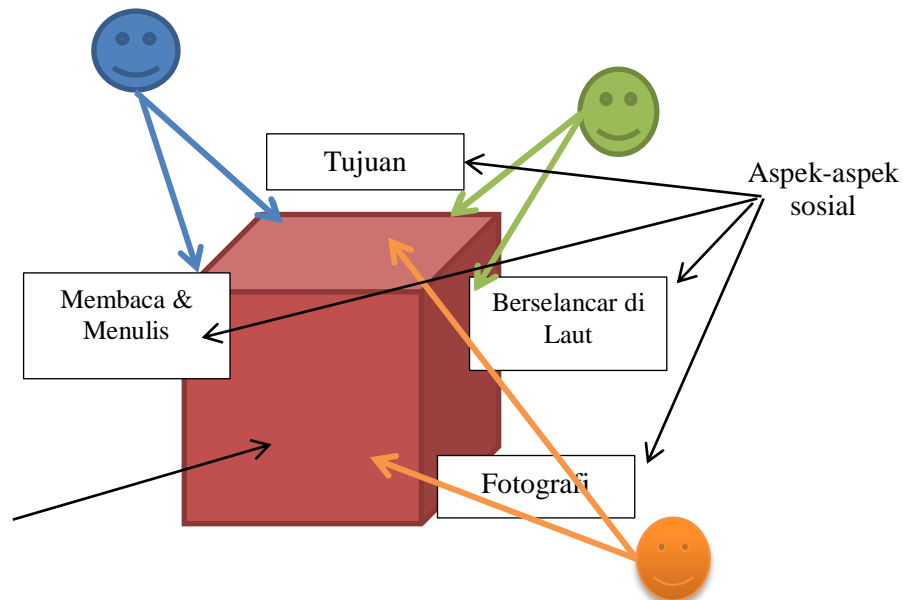 Tujuan
Aspek-aspek
sosial
Membaca &
Menulis
Berselancar di
Laut
Fotografi